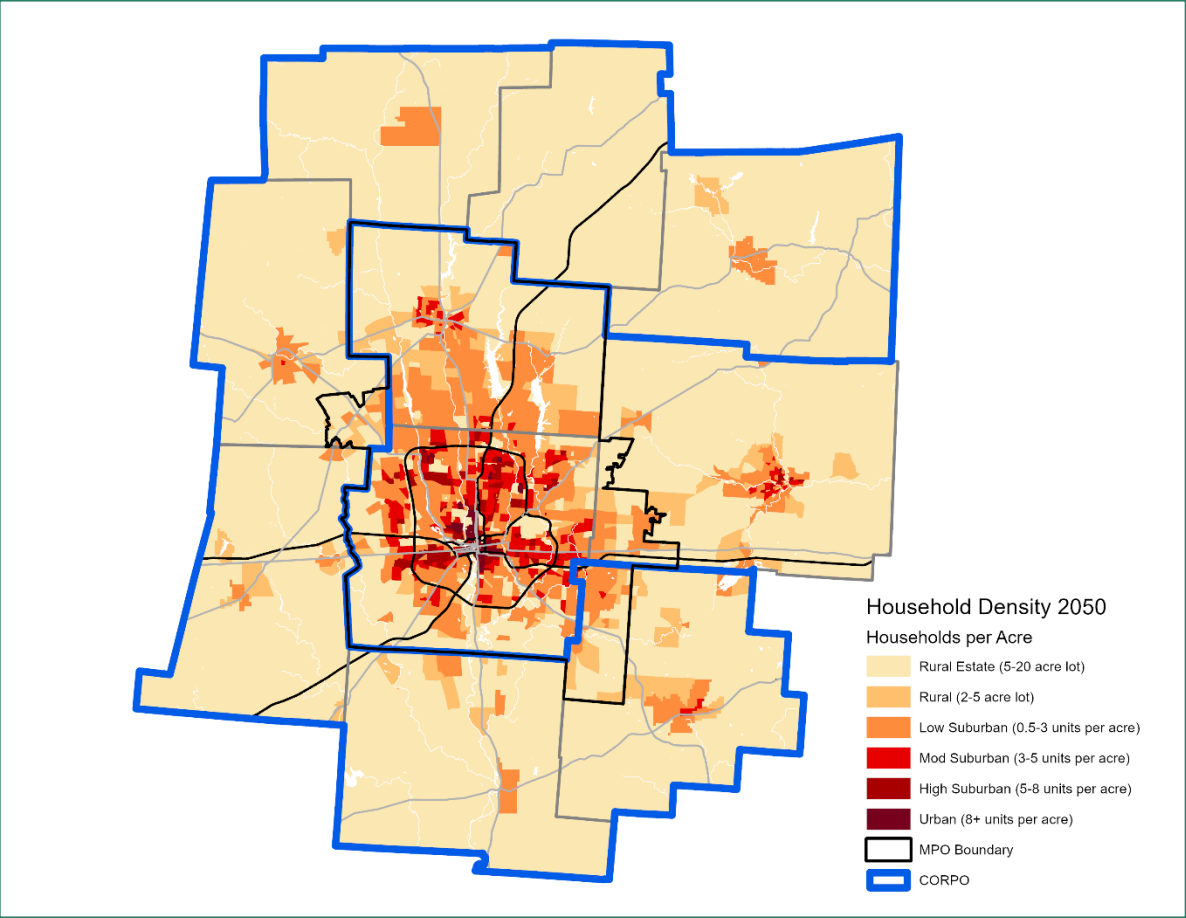 Household Density 2050
Households per Acre
Rural Estate (5-20 acre lot)
Rural (2-5 acre lot)
Low Suburban (0.5-3 units per acre)
Mod Suburban (3-5 units per acre)
High Suburban (5-8 units per acre)
Urban (8+ units per acre)
MPO Boundary
CORPO